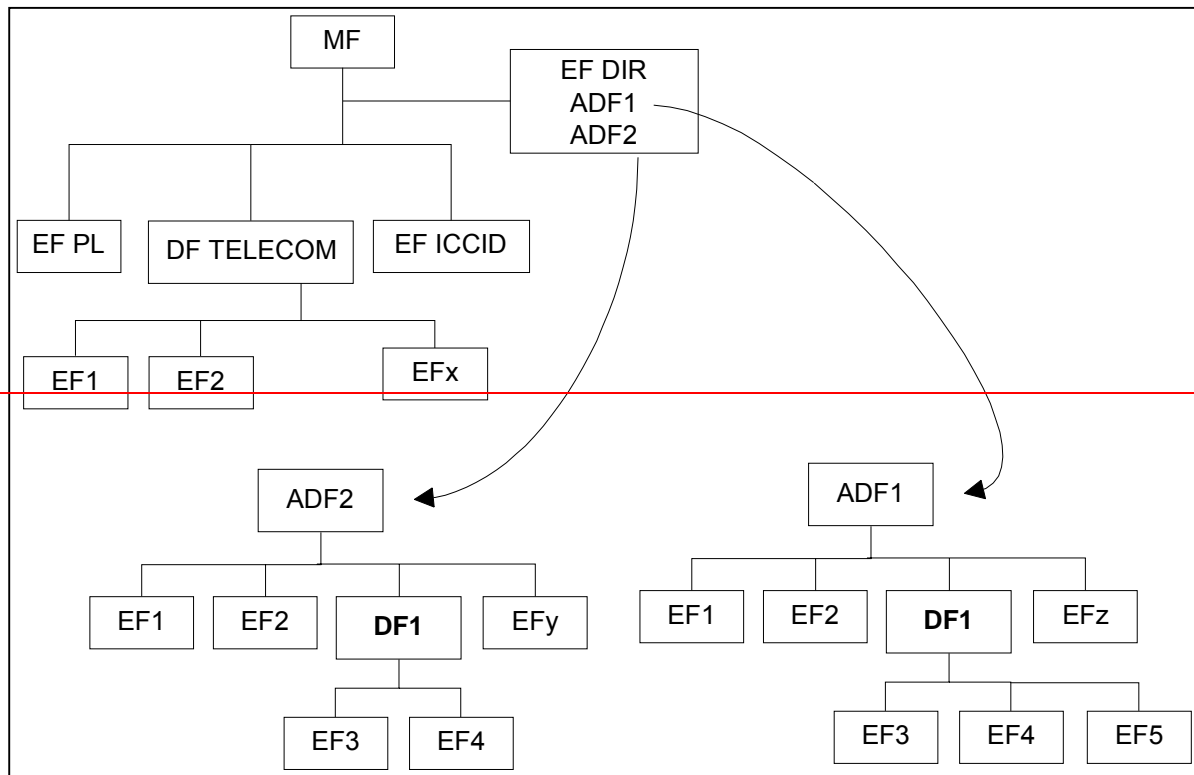 MF
EF DIR
ADF1
ADF2
EF PL
DF TELECOM
EF ICCID
EF1
EF2
EFx
ADF2
ADF1
EF1
EF2
DF1
EFy
EF1
EF2
DF1
EFz
EF3
EF4
EF3
EF4
EF5